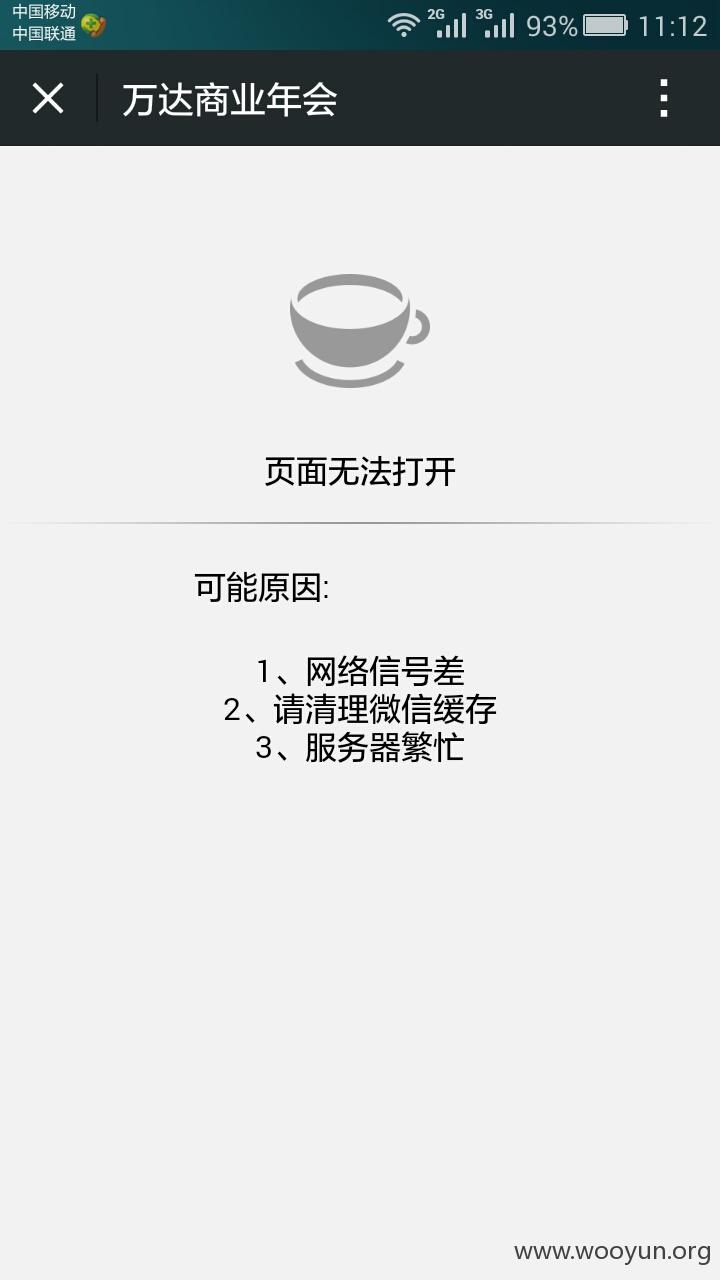 中国移动
中国联通
2G
3G
93%
11:12
万达商业年会
页面无法打开
可能原因:
1、网络信号差
2、请清理微信缓存
3、服务器繁忙
www.wooyun.org